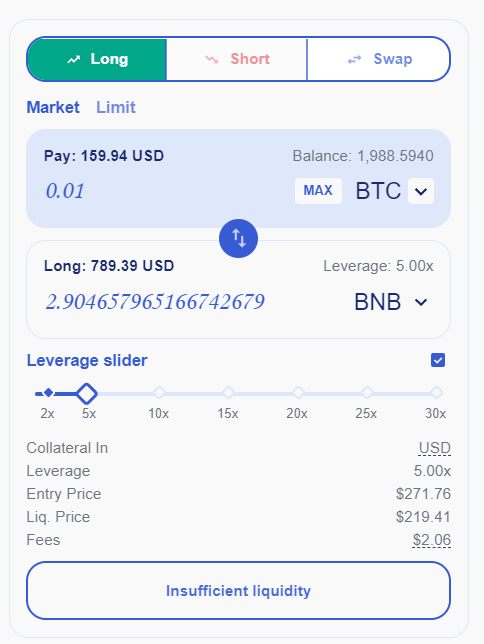 Long Short Swap
Market Limit
Pay: 159.94 USD Balance: 1,988.5940
0.01 MAX BTC
Long: 789.39 USD Leverage: 5.00x
2.904657965166742679 BNB
Leverage slider
2x 5x 10x 15x 20x 25x 30x
Collateral In USD
Leverage 5.00x
Entry Price $271.76
Liq. Price $219.41
Fees $2.06
Insufficient liquidity